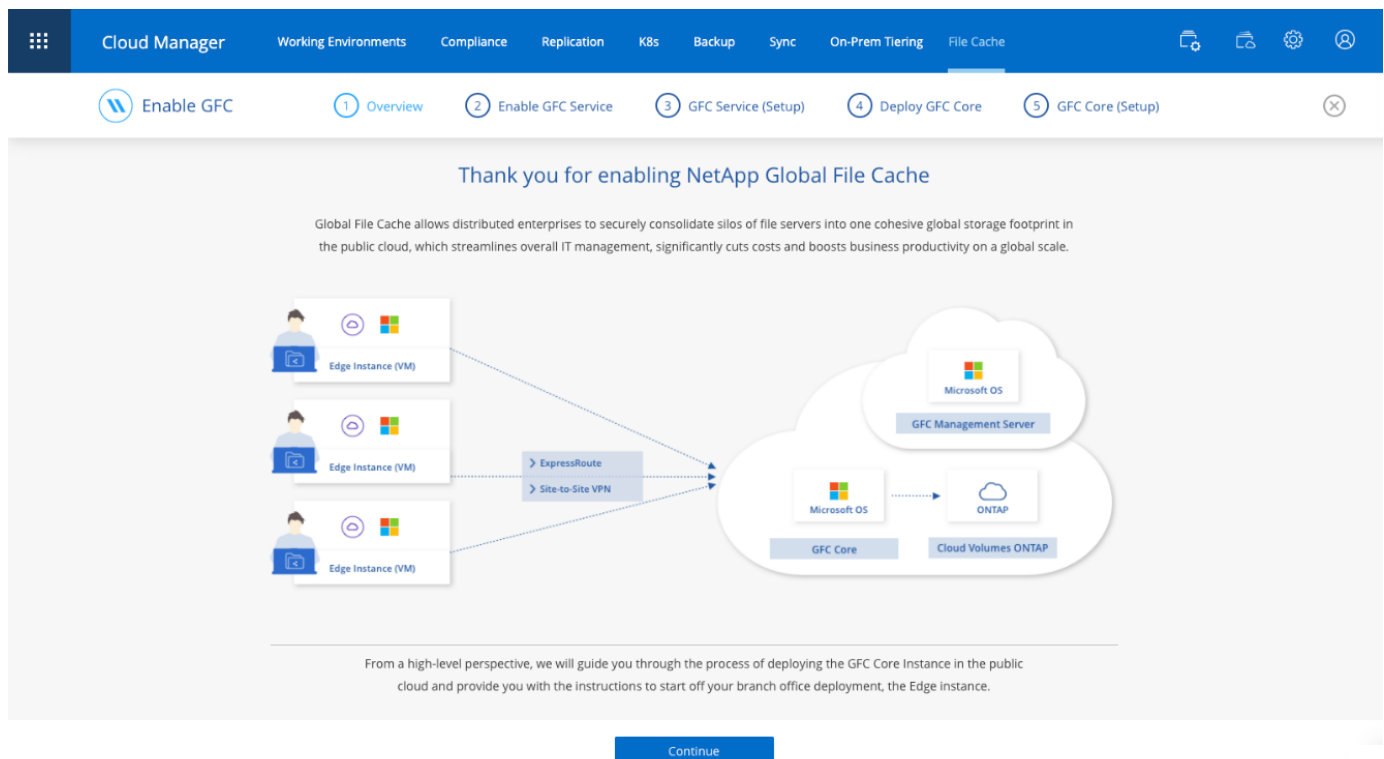 Cloud Manager
Working Environments Compliance Replication K8s Backup Sync On-Prem Tiering File Cache
Enable GFC
1 Overview 2 Enable GFC Service 3 GFC Service (Setup) 4 Deploy GFC Core 5 GFC Core (Setup)
Thank you for enabling NetApp Global File Cache
Global File Cache allows distributed enterprises to securely consolidate silos of file servers into one cohesive global storage footprint in
the public cloud, which streamlines overall IT management, significantly cuts costs and boosts business productivity on a global scale.
Edge Instance (VM)
Edge Instance (VM)
Edge Instance (VM)
ExpressRoute
Site-to-Site VPN
Microsoft OS
GFC Management Server
Microsoft OS
GFC Core
ONTAP
Cloud Volumes ONTAP
From a high-level perspective, we will guide you through the process of deploying the GFC Core Instance in the public
cloud and provide you with the instructions to start off your branch office deployment, the Edge instance.
Continue